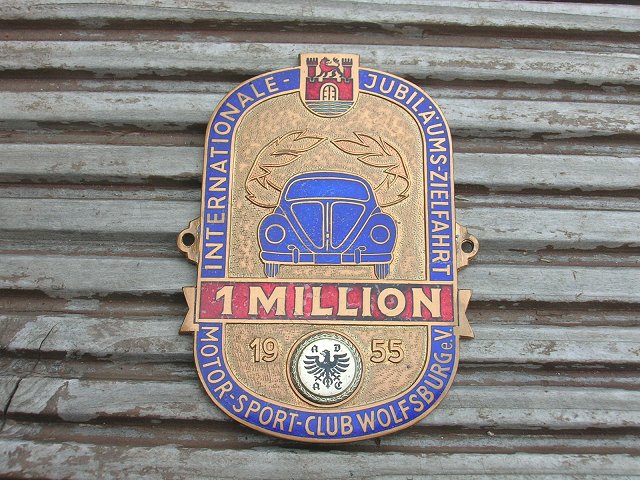 INTERNATIONALE - JUBILÄUMS-ZIELFAHRT
1 MILLION
19 55
ADAC
MOTOR-SPORT-CLUB WOLFSBURG e.V.